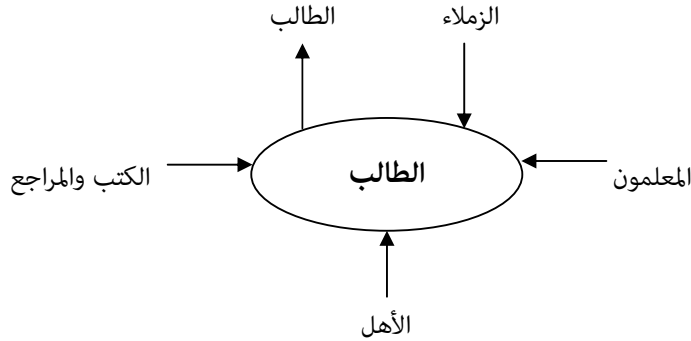 الزملاء
الطالب
المعلمون
الطالب
الكتب والمراجع
الأهل